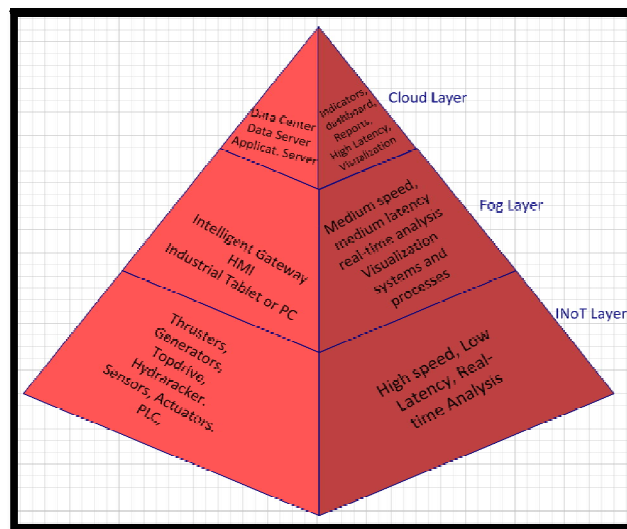 Data Center
Data Server
Applicat. Server
Indicators,
dashboard,
Reports,
High Latency,
Visualization
Cloud Layer
Intelligent Gateway
HMI
Industrial Tablet or PC
Medium speed,
medium latency
real-time analysis
Visualization
systems and
processes
Fog Layer
Thrusters,
Generators,
Topdrive,
Hydraracker.
Sensors, Actuators.
PLC,
High speed, Low
Latency, Real-
time Analysis
INoT Layer